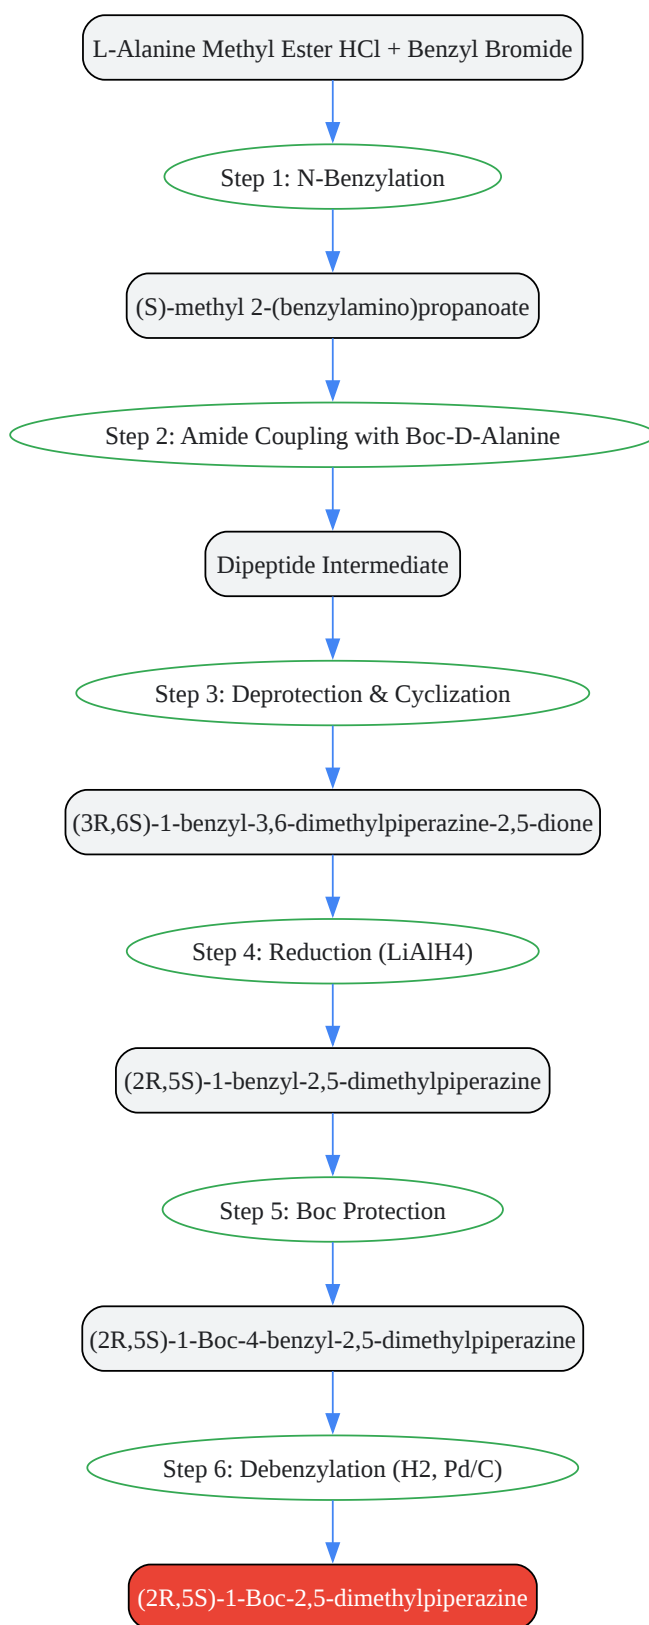 L-Alanine Methyl Ester HCl + Benzyl Bromide
Step 1: N-Benzylation
(S)-methyl 2-(benzylamino)propanoate
Step 2: Amide Coupling with Boc-D-Alanine
Dipeptide Intermediate
Step 3: Deprotection & Cyclization
(3R,6S)-1-benzyl-3,6-dimethylpiperazine-2,5-dione
Step 4: Reduction (LiAlH4)
(2R,5S)-1-benzyl-2,5-dimethylpiperazine
Step 5: Boc Protection
(2R,5S)-1-Boc-4-benzyl-2,5-dimethylpiperazine
Step 6: Debenzylation (H2, Pd/C)
(2R,5S)-1-Boc-2,5-dimethylpiperazine